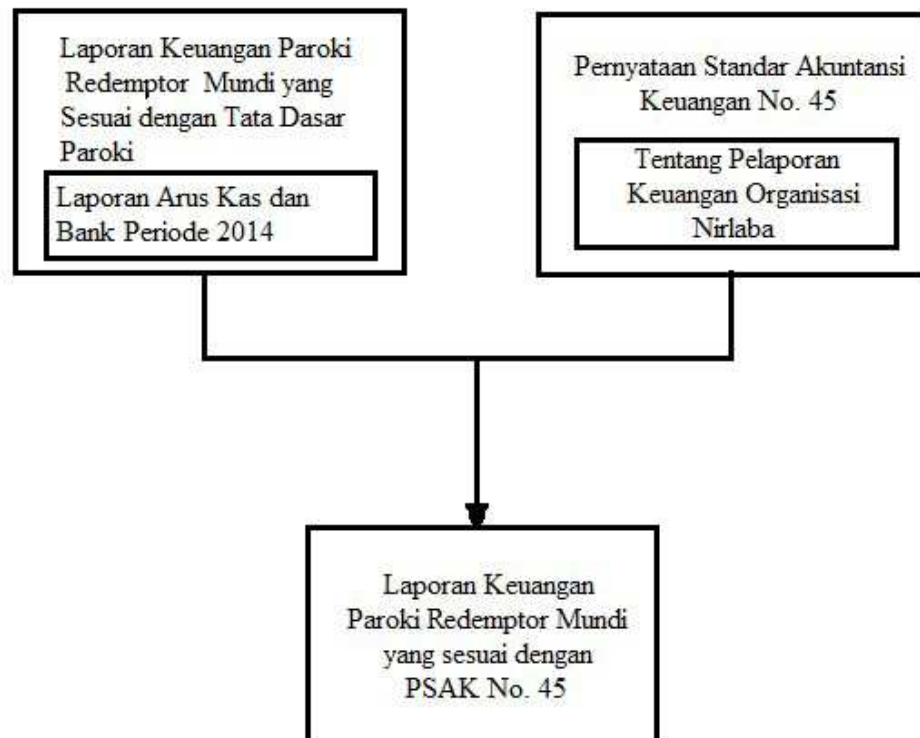 Laporan Keuangan Paroki
Redemptor Mundi yang
Sesuai dengan Tata Dasar
Paroki
Laporan Arus Kas dan
Bank Periode 2014
Pernyataan Standar Akuntansi
Keuangan No. 45
Tentang Pelaporan
Keuangan Organisasi
Nirlaba
Laporan Keuangan
Paroki Redemptor Mundi
yang sesuai dengan
PSAK No. 45